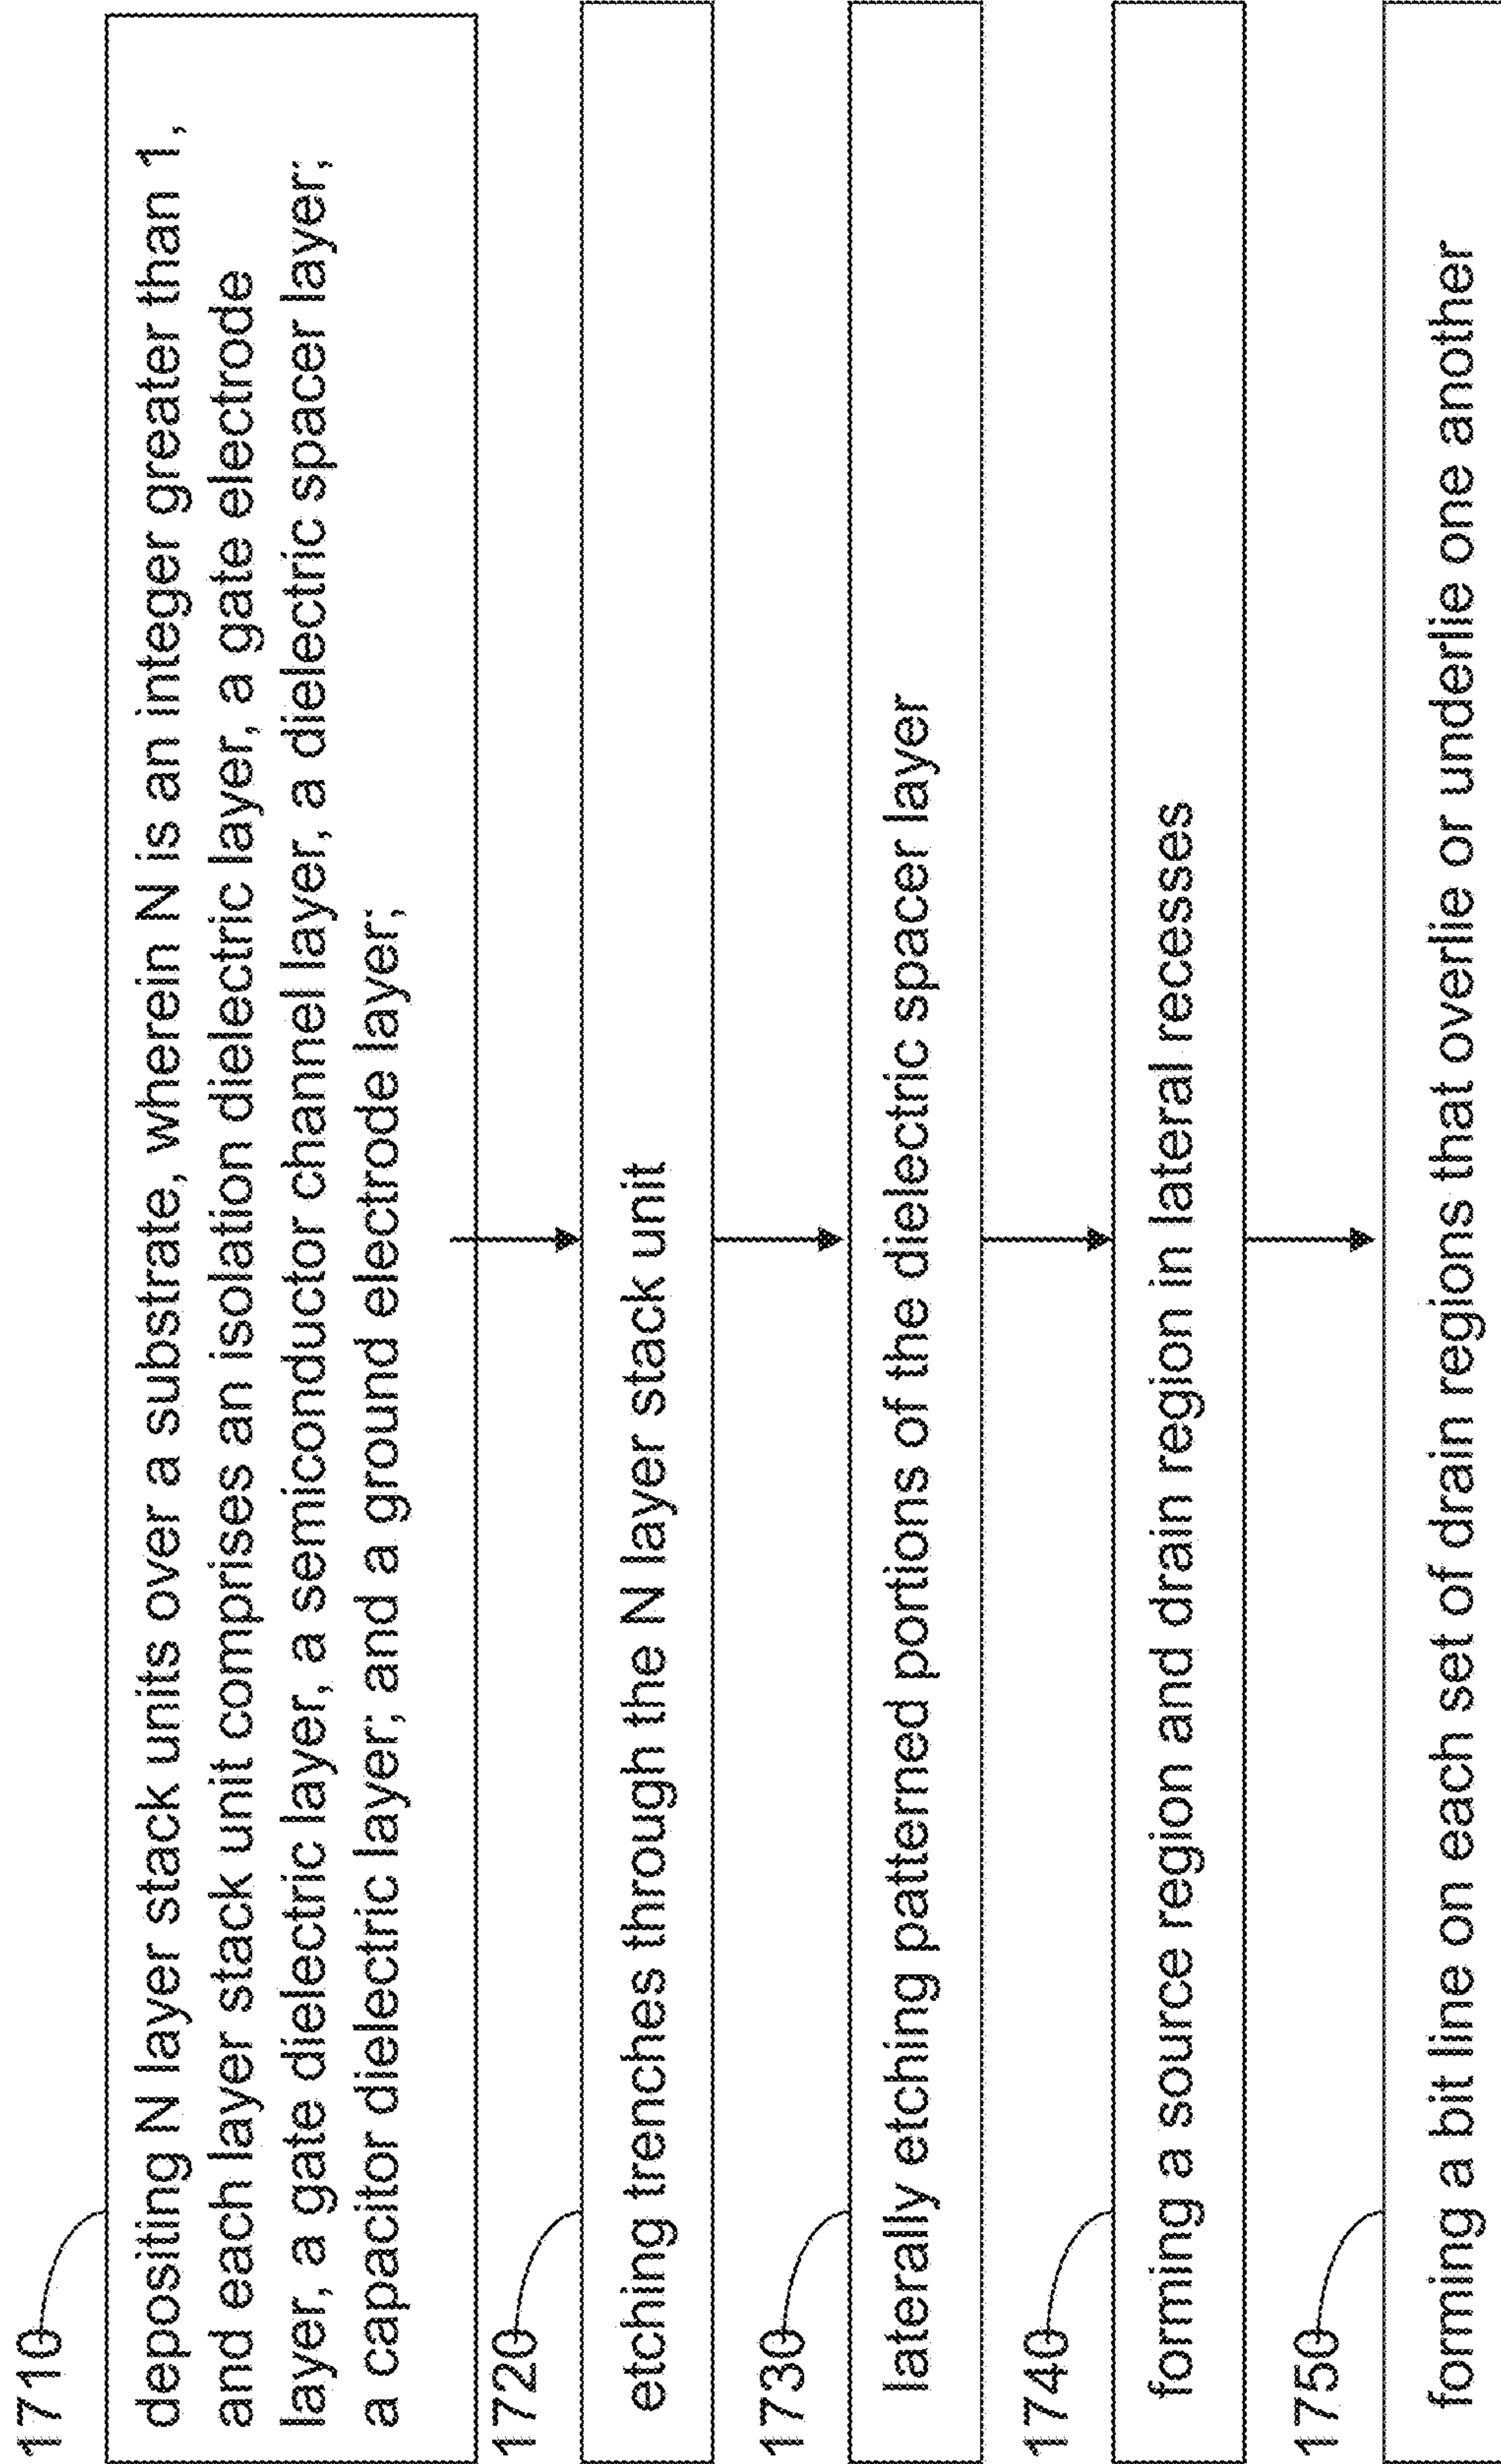 1710
depositing N layer stack units over a substrate, wherein N is an integer greater than 1,
and each layer stack unit comprises an isolation dielectric layer, a gate electrode
layer, a gate dielectric layer, a semiconductor channel layer, a dielectric spacer layer;
a capacitor dielectric layer; and a ground electrode layer;
1720
etching trenches through the N layer stack unit
1730
laterally etching patterned portions of the dielectric spacer layer
1740
forming a source region and drain region in lateral recesses
1750
forming a bit line on each set of drain regions that overlie or underlie one another